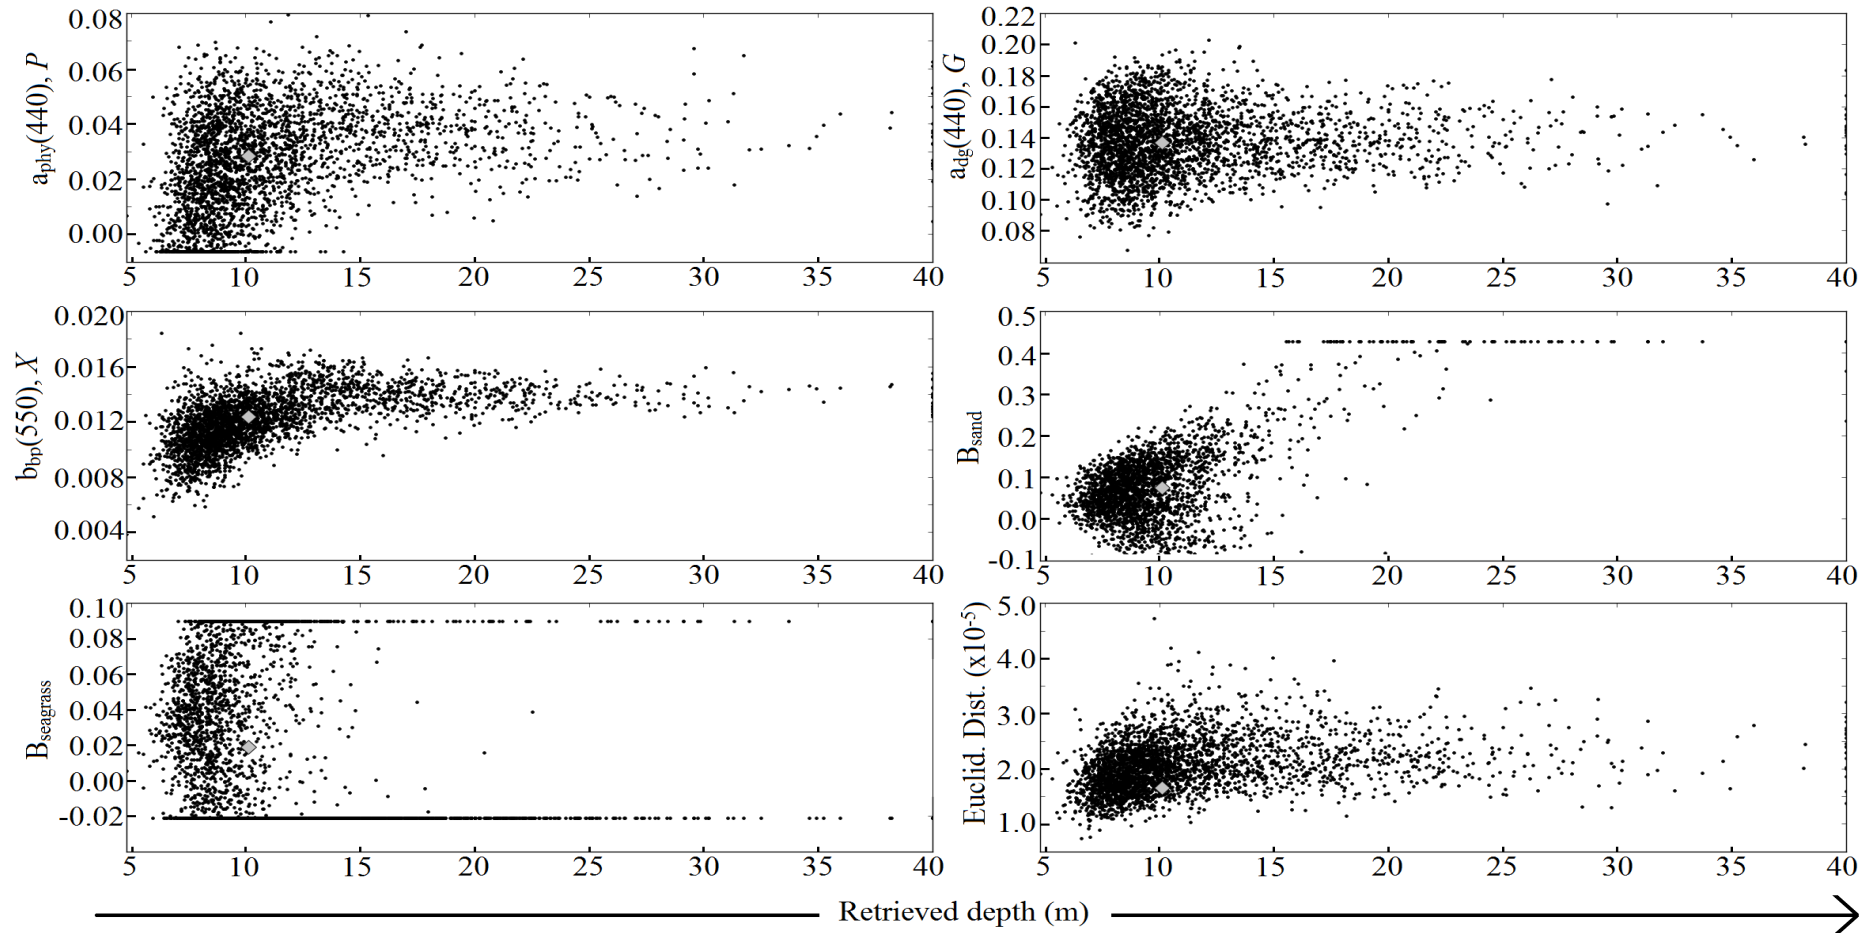 a_phy(440), P
0.08
0.06
0.04
0.02
0.00
5 10 15 20 25 30 35 40
a_dg(440), G
0.22
0.20
0.18
0.16
0.14
0.12
0.10
0.08
5 10 15 20 25 30 35 40
b_bp(550), X
0.020
0.016
0.012
0.008
0.004
5 10 15 20 25 30 35 40
B_sand
0.5
0.4
0.3
0.2
0.1
0.0
-0.1
5 10 15 20 25 30 35 40
B_seagrass
0.10
0.08
0.06
0.04
0.02
0.00
-0.02
5 10 15 20 25 30 35 40
Euclid. Dist. (x10^-5)
5.0
4.0
3.0
2.0
1.0
5 10 15 20 25 30 35 40
Retrieved depth (m)